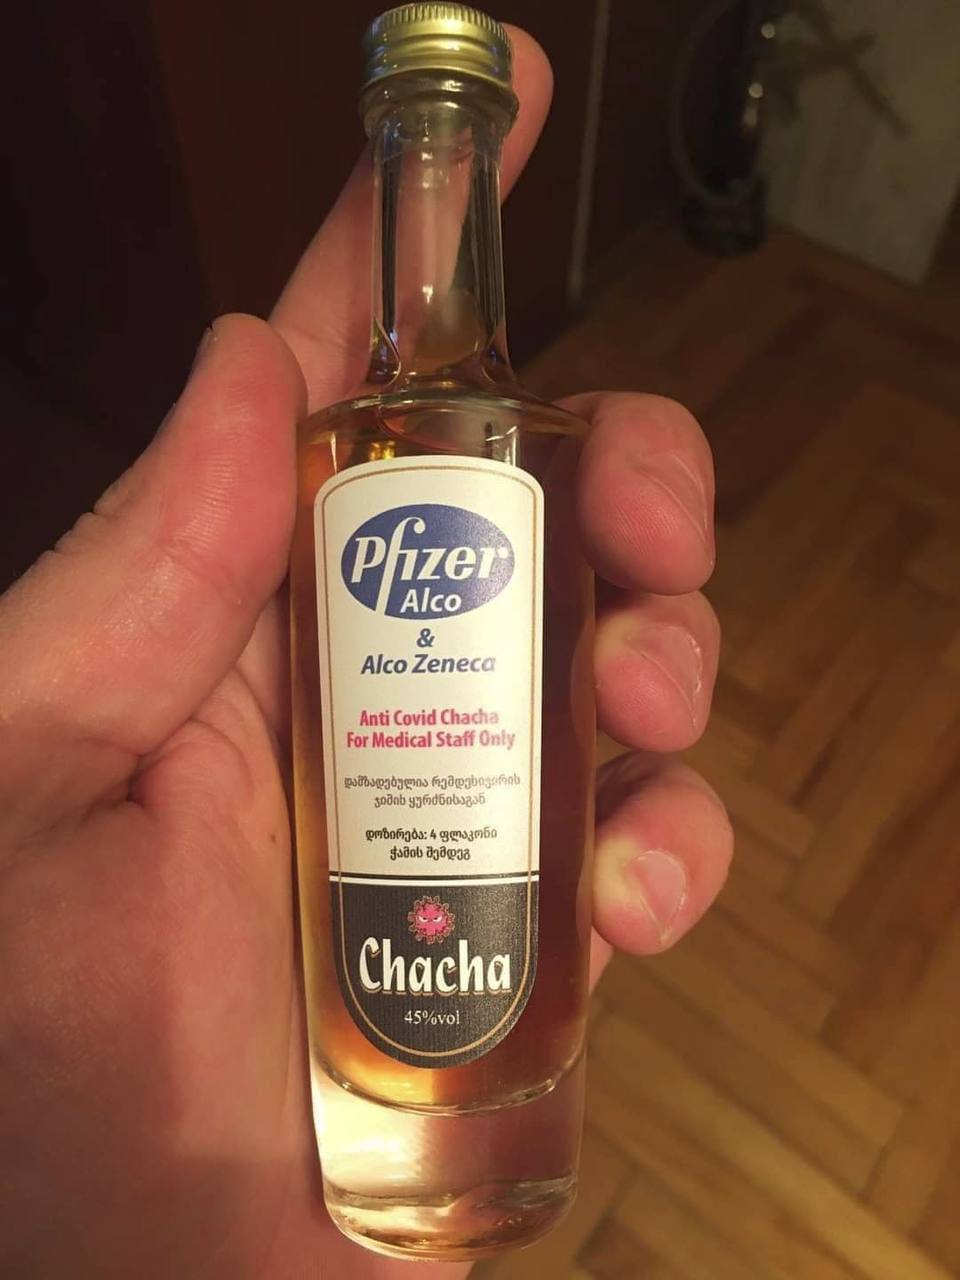 Pfizer
Alco
&
Alco Zeneca
Anti Covid Chacha
For Medical Staff Only
დამზადებულია რემდესივირის
ჯიშის ყურძნისაგან
დოზირება: 4 ფლაკონი
ჭამის შემდეგ
Chacha
45%vol